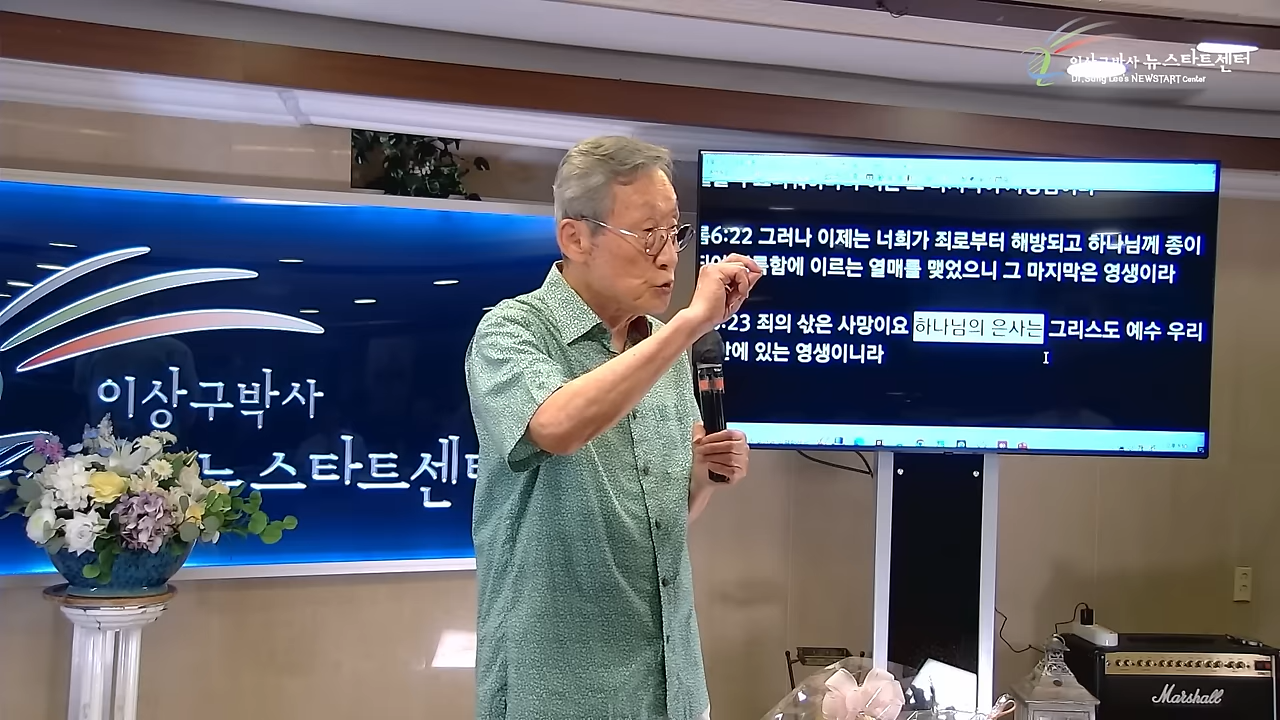 이상구박사 뉴스타트센터
Dr. Sang Lee's NEWSTART Center
6:22 그러나 이제는 너희가 죄로부터 해방되고 하나님께 종이
이르는 열매를 맺었으니 그 마지막은 영생이라
:23 죄의 삯은 사망이요 하나님의 은사는 그리스도 예수 우리
안에 있는 영생이니라
이상구박사
뉴스타트센터
Marshall